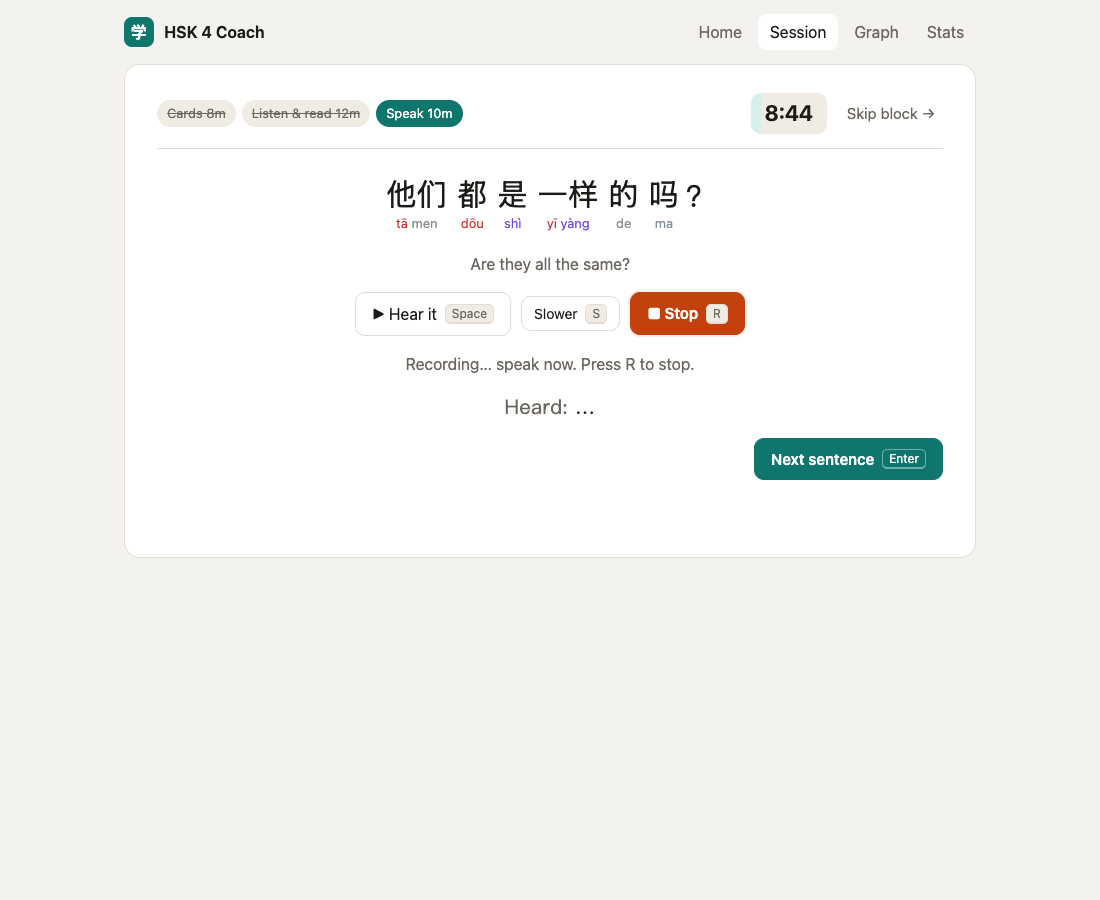 学 HSK 4 Coach Home Session Graph Stats
Cards 8m Listen & read 12m Speak 10m 8:44 Skip block →
他们 都 是 一样 的 吗？
tā men dōu shì yī yàng de ma
Are they all the same?
▶ Hear it Space Slower S Stop R
Recording... speak now. Press R to stop.
Heard: ...
Next sentence Enter